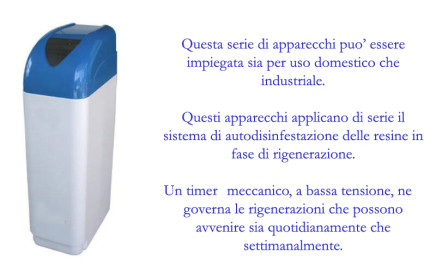 Questa serie di apparecchi puo' essere
impiegata sia per uso domestico che
industriale.
Questi apparecchi applicano di serie il
sistema di autodisinfestazione delle resine in
fase di rigenerazione.
Un timer meccanico, a bassa tensione, ne
governa le rigenerazioni che possono
avvenire sia quotidianamente che
settimanalmente.